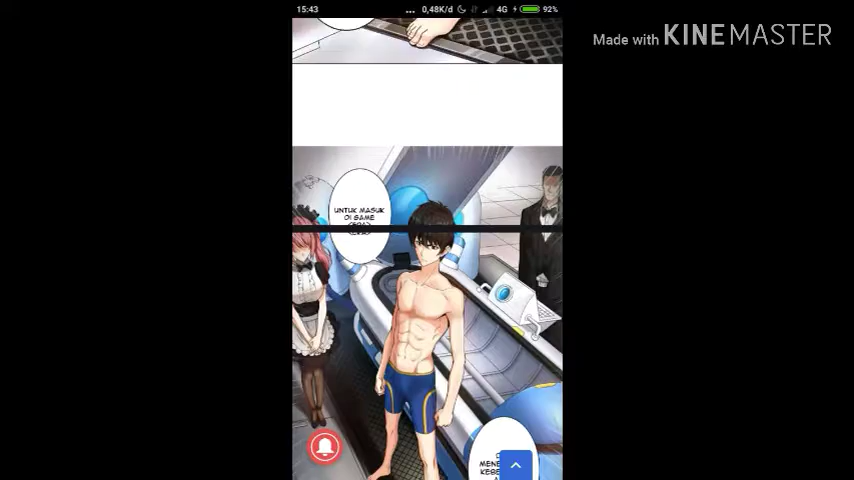 15:43
... 0,48K/d
4G
92%
Made with KINEMASTER
UNTUK MASUK
DI GAME